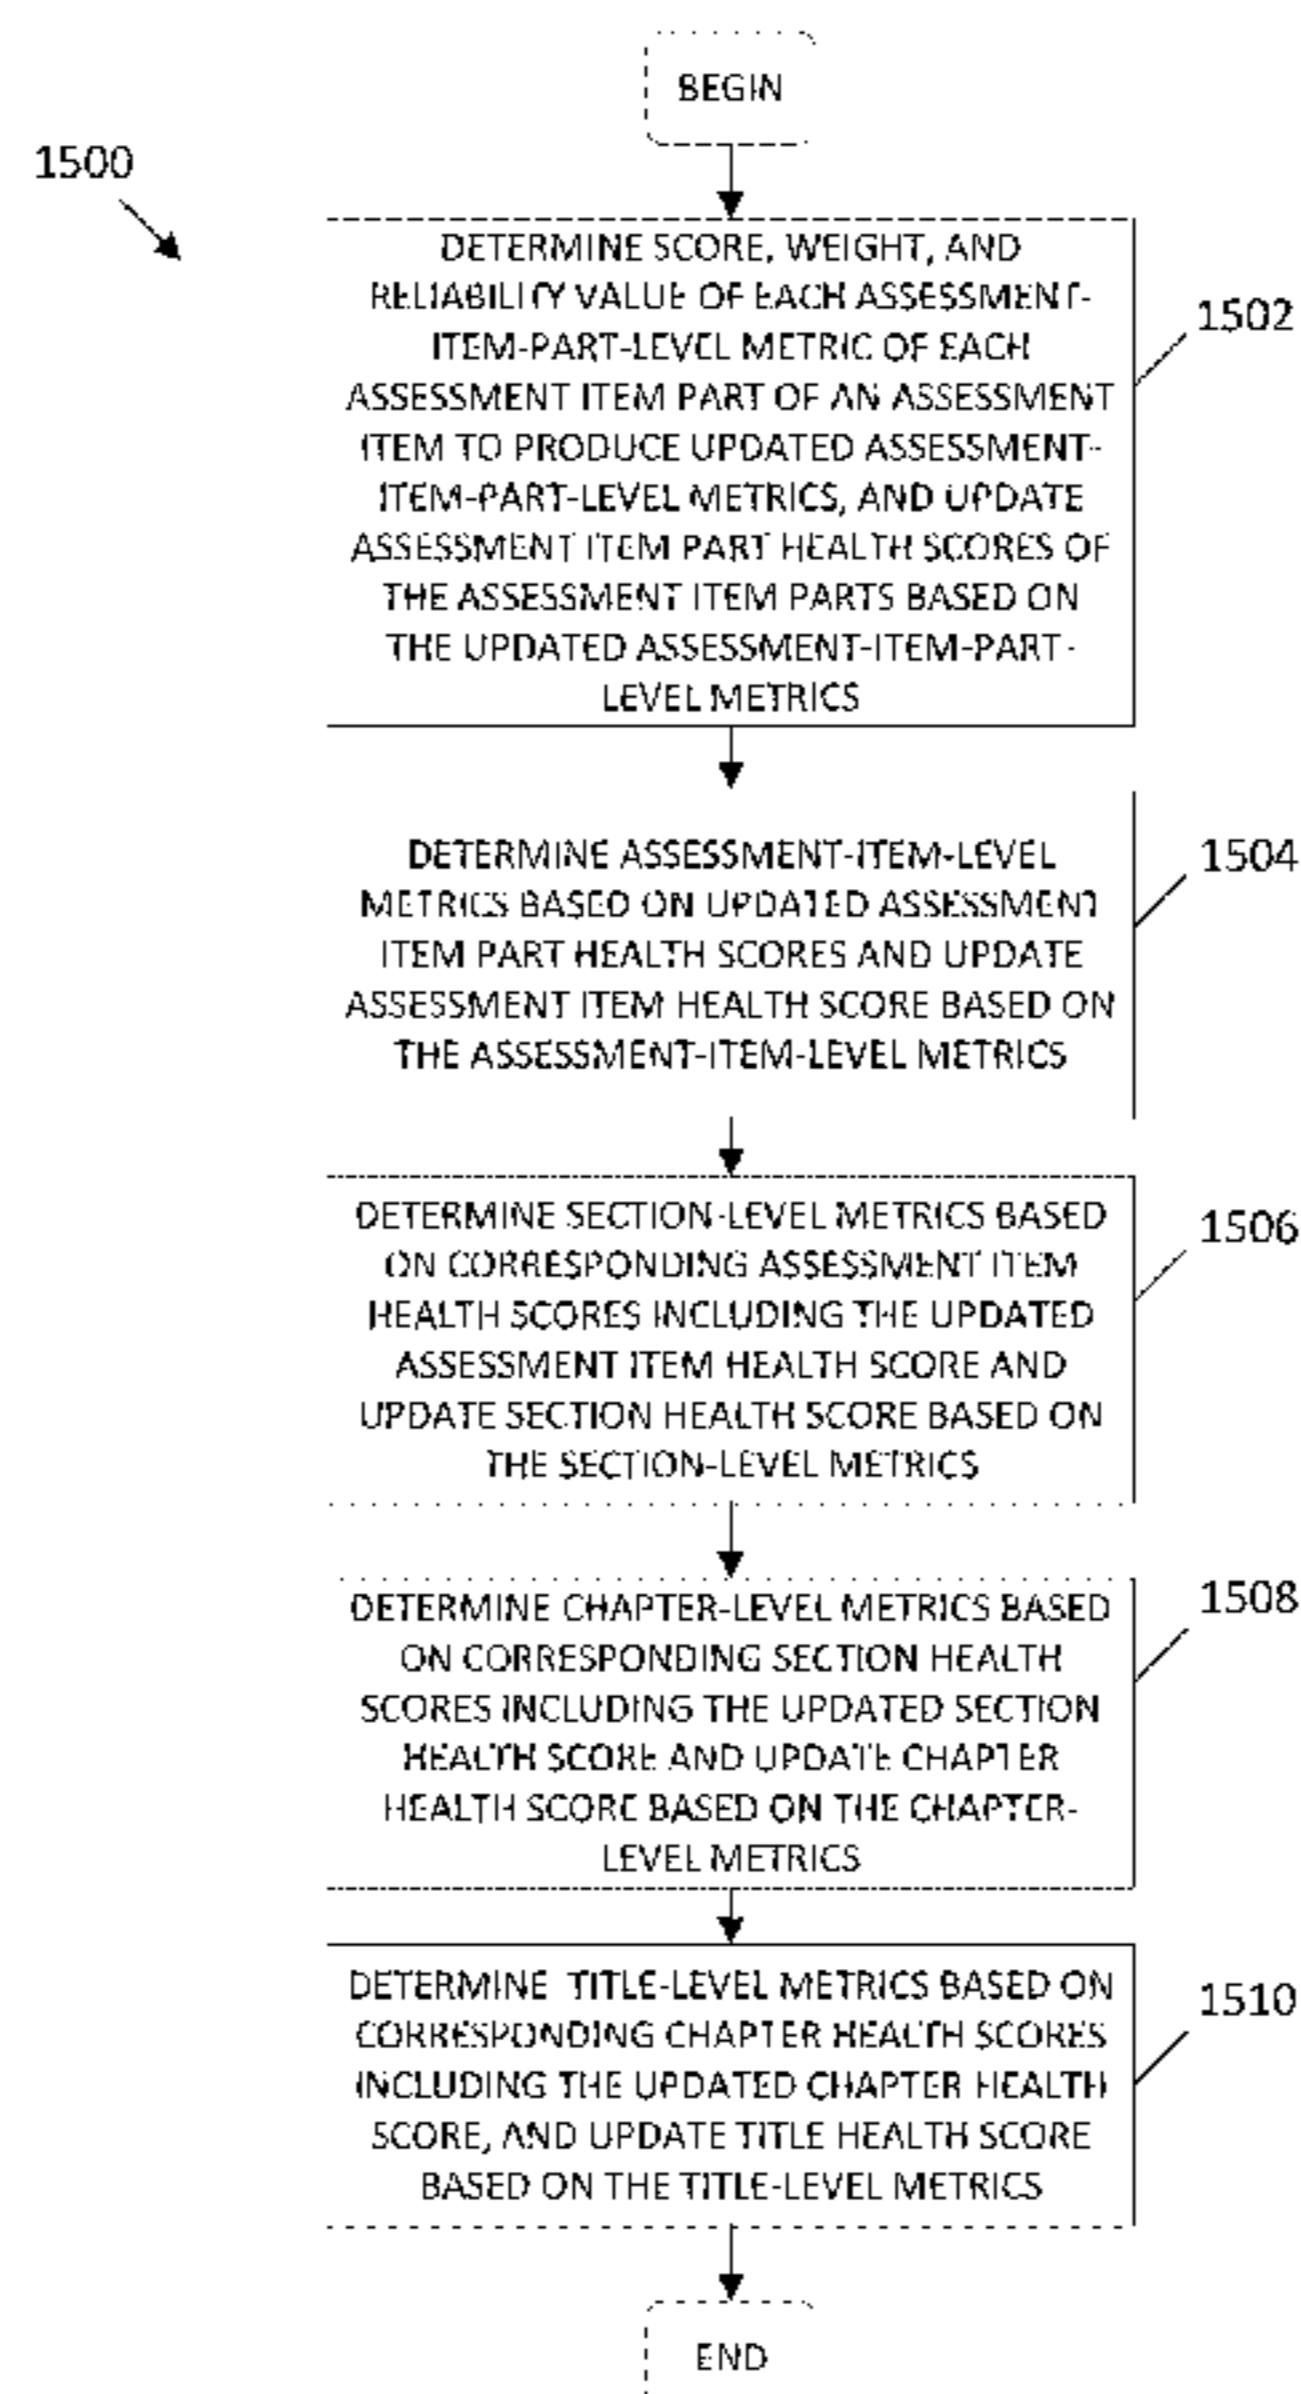 BEGIN
1500
DETERMINE SCORE, WEIGHT, AND
RELIABILITY VALUE OF EACH ASSESSMENT-
ITEM-PART-LEVEL METRIC OF EACH
ASSESSMENT ITEM PART OF AN ASSESSMENT
ITEM TO PRODUCE UPDATED ASSESSMENT-
ITEM-PART-LEVEL METRICS, AND UPDATE
ASSESSMENT ITEM PART HEALTH SCORES OF
THE ASSESSMENT ITEM PARTS BASED ON
THE UPDATED ASSESSMENT-ITEM-PART-
LEVEL METRICS
1502
DETERMINE ASSESSMENT-ITEM-LEVEL
METRICS BASED ON UPDATED ASSESSMENT
ITEM PART HEALTH SCORES AND UPDATE
ASSESSMENT ITEM HEALTH SCORE BASED ON
THE ASSESSMENT-ITEM-LEVEL METRICS
1504
DETERMINE SECTION-LEVEL METRICS BASED
ON CORRESPONDING ASSESSMENT ITEM
HEALTH SCORES INCLUDING THE UPDATED
ASSESSMENT ITEM HEALTH SCORE AND
UPDATE SECTION HEALTH SCORE BASED ON
THE SECTION-LEVEL METRICS
1506
DETERMINE CHAPTER-LEVEL METRICS BASED
ON CORRESPONDING SECTION HEALTH
SCORES INCLUDING THE UPDATED SECTION
HEALTH SCORE AND UPDATE CHAPTER
HEALTH SCORE BASED ON THE CHAPTER-
LEVEL METRICS
1508
DETERMINE TITLE-LEVEL METRICS BASED ON
CORRESPONDING CHAPTER HEALTH SCORES
INCLUDING THE UPDATED CHAPTER HEALTH
SCORE, AND UPDATE TITLE HEALTH SCORE
BASED ON THE TITLE-LEVEL METRICS
1510
END